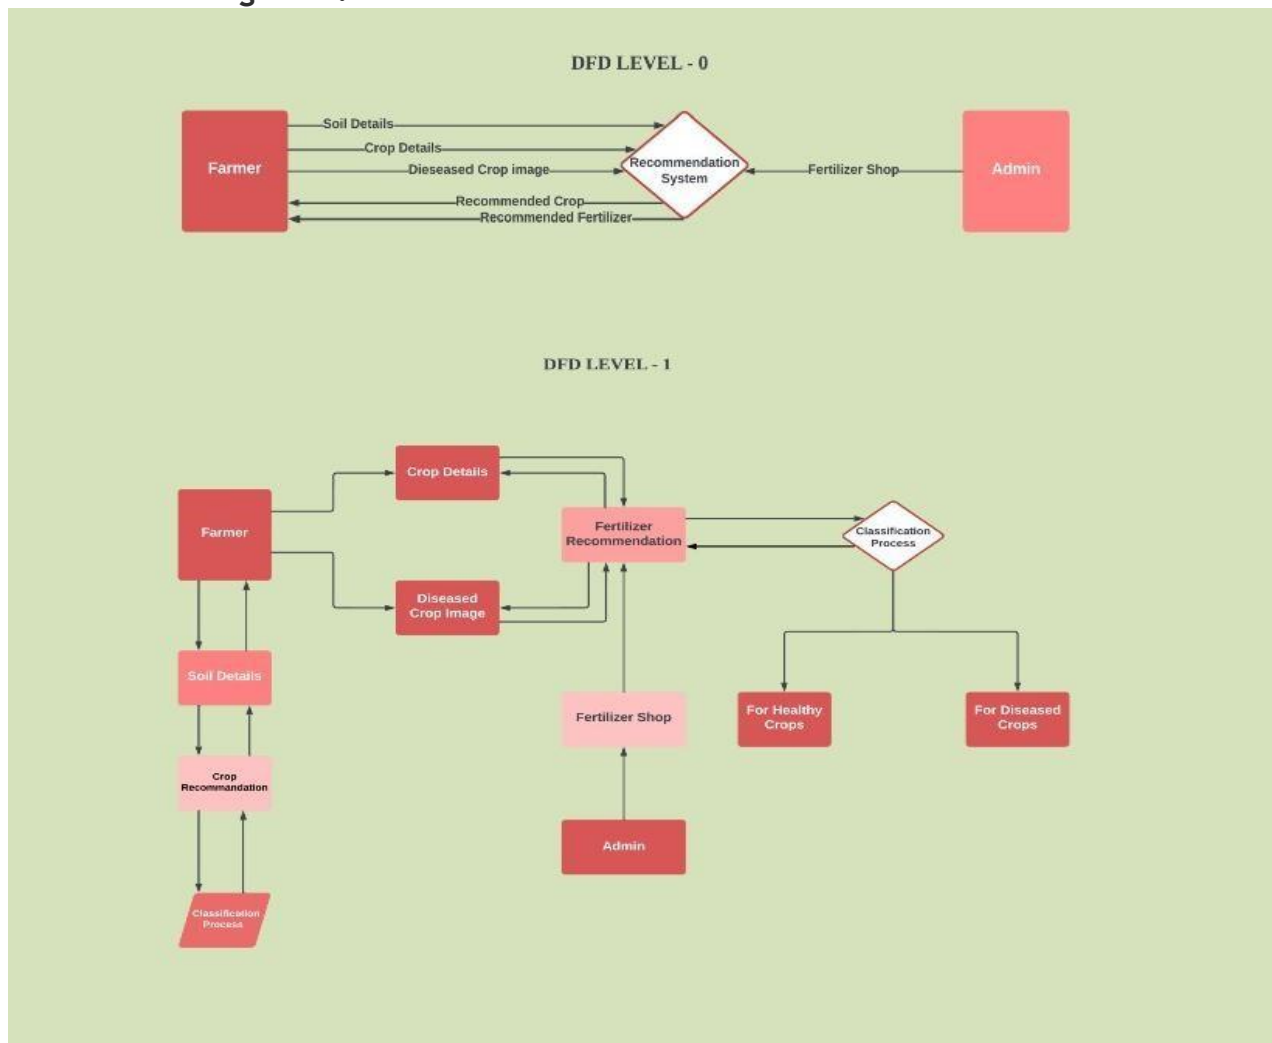 DFD LEVEL - 0
Soil Details
Crop Details
Farmer
Dieseased Crop image
Recommendation
System
Fertilizer Shop
Admin
Recommended Crop
Recommended Fertilizer
DFD LEVEL - 1
Crop Details
Farmer
Fertilizer
Recommendation
Classification
Process
Diseased
Crop Image
Soil Details
Fertilizer Shop
For Healthy
Crops
For Diseased
Crops
Crop
Recommandation
Admin
Classification
Process